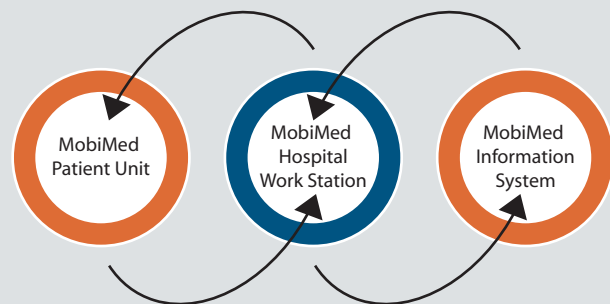 MobiMed
Patient Unit
MobiMed
Hospital
Work Station
MobiMed
Information
System